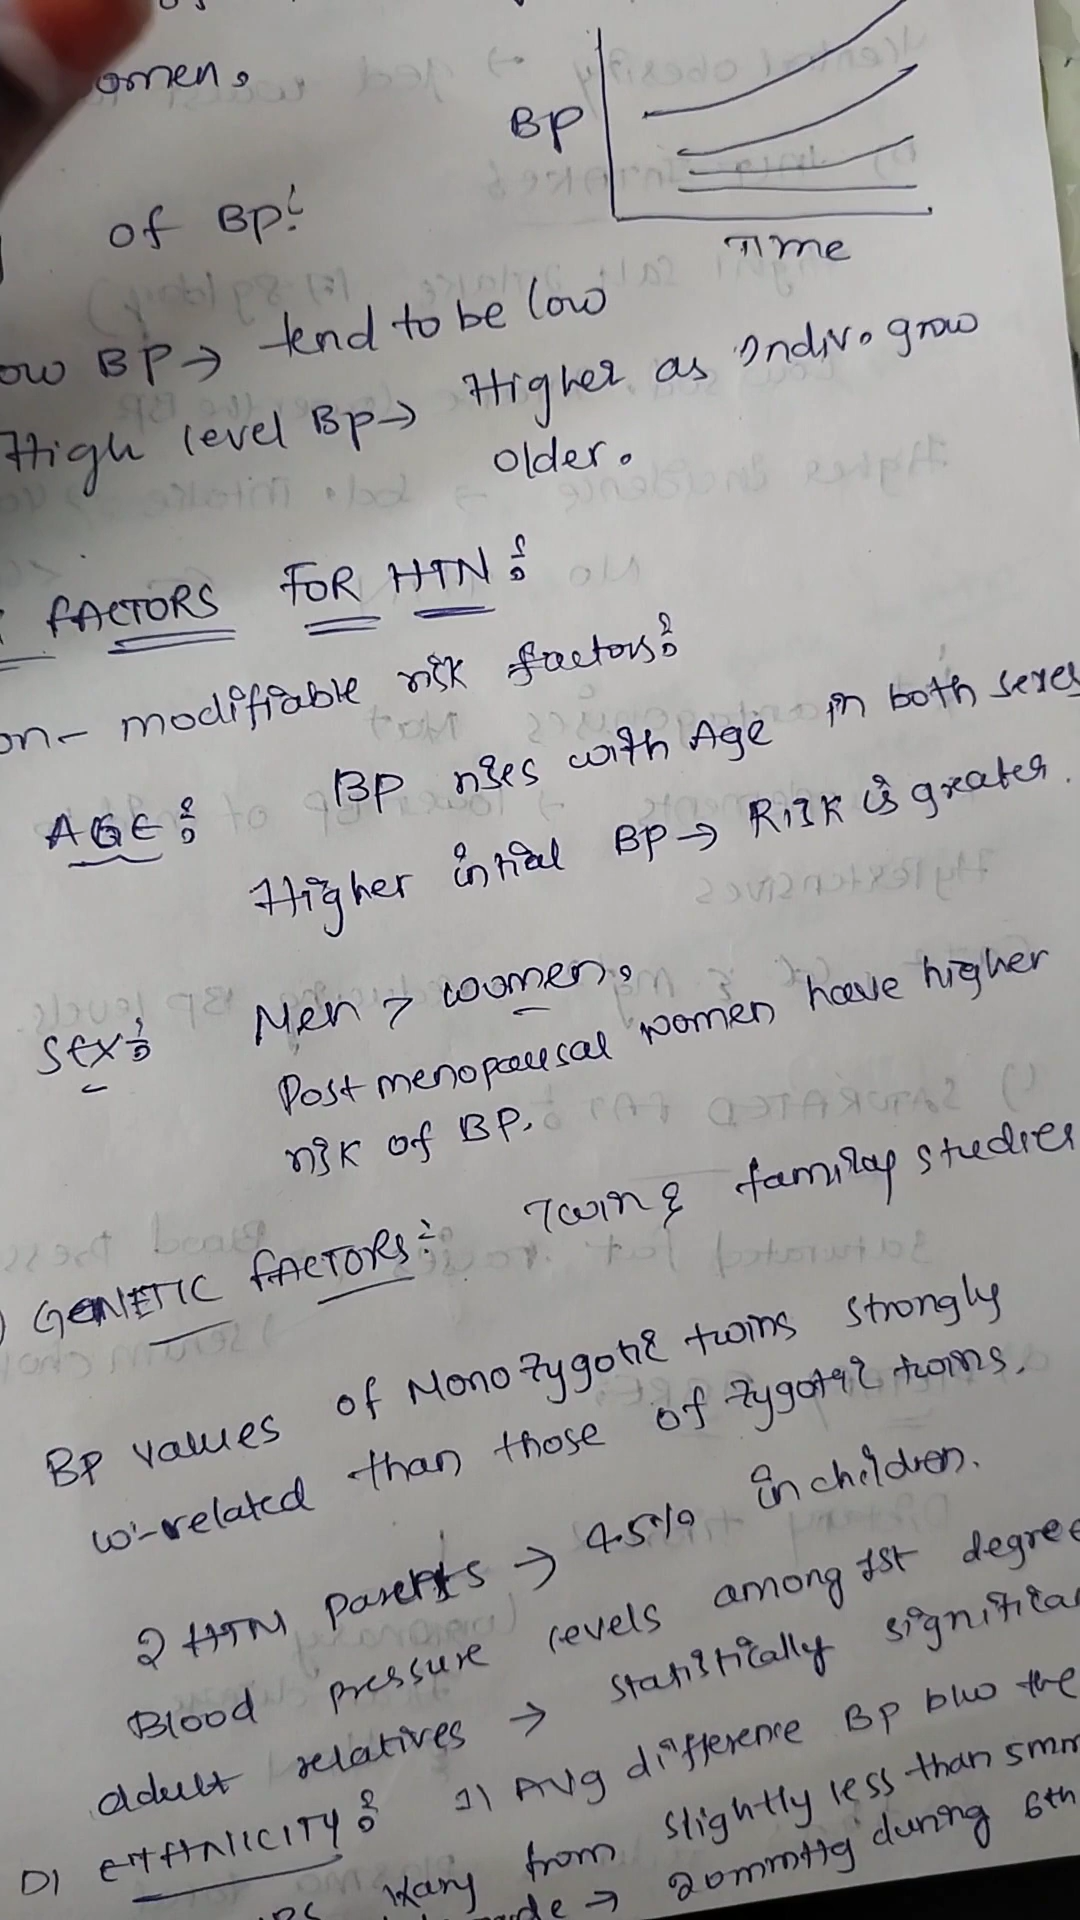 omen,
BP
Time
of BP:
ow BP → tend to be low
High level BP → Higher as Indiv. grow
older.
FACTORS FOR HTN :
on- modifiable risk factors :
AGE : BP rises with Age in both sexes
Higher initial BP → Risk is greater.
Sex : Men > women.
Post menopausal women have higher
risk of BP.
) GENETIC FACTORS : Twin & family studies
BP values of Monozygotic twins strongly
-related than those of zygotic twins.
2 HTN parents → 4.5% in children.
Blood pressure levels among 1st degree
adult relatives → statistically significa
D) ETHNICITY : 1) Avg difference BP b/w the
vary from slightly less than 5mm
de → 20mmHg during 6th